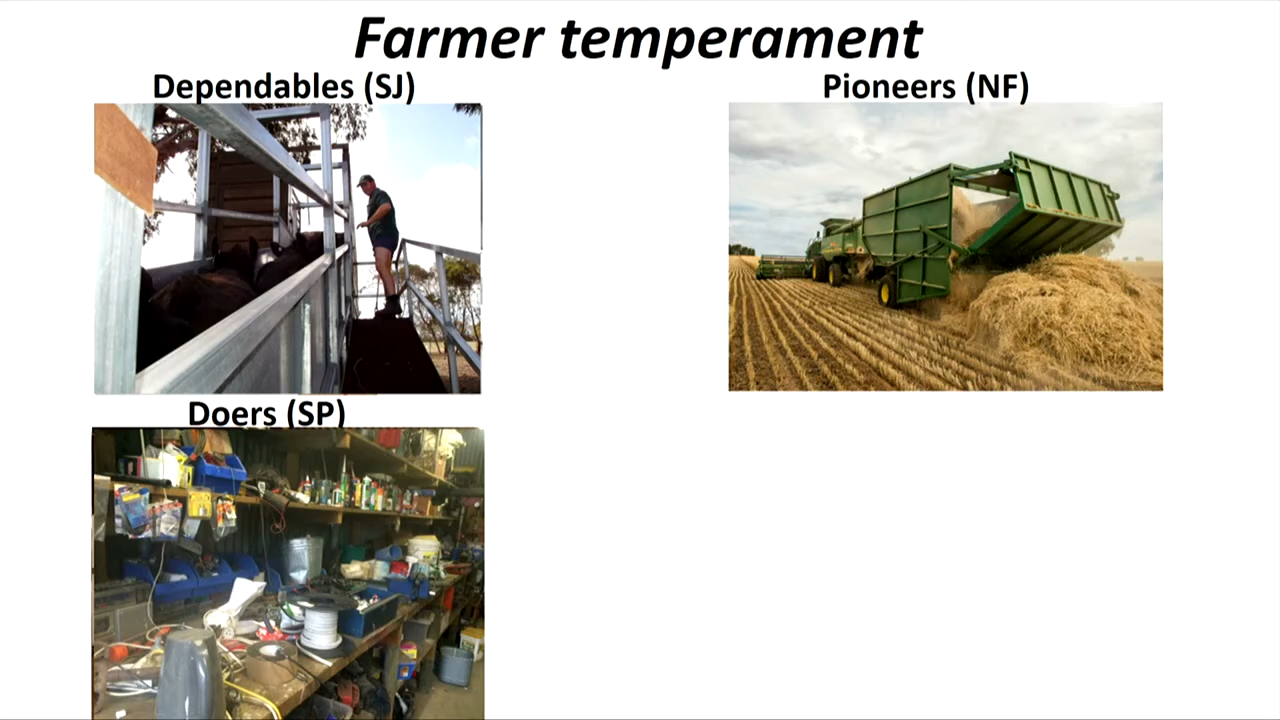 Farmer temperament
Dependables (SJ)
Pioneers (NF)
Doers (SP)